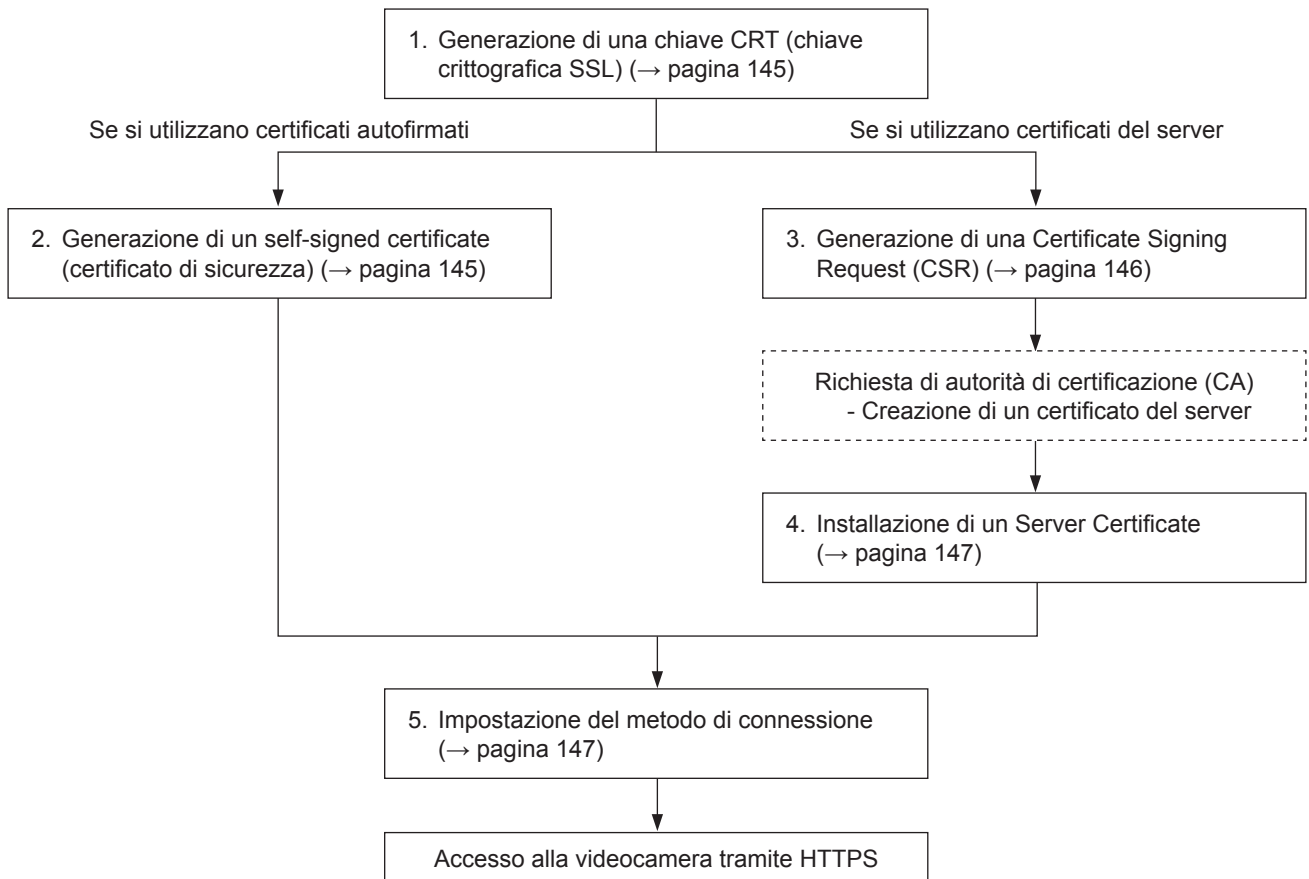 1. Generazione di una chiave CRT (chiave
crittografica SSL) (→ pagina 145)
Se si utilizzano certificati autofirmati
Se si utilizzano certificati del server
2. Generazione di un self-signed certificate
(certificato di sicurezza) (→ pagina 145)
3. Generazione di una Certificate Signing
Request (CSR) (→ pagina 146)
Richiesta di autorità di certificazione (CA)
- Creazione di un certificato del server
4. Installazione di un Server Certificate
(→ pagina 147)
5. Impostazione del metodo di connessione
(→ pagina 147)
Accesso alla videocamera tramite HTTPS